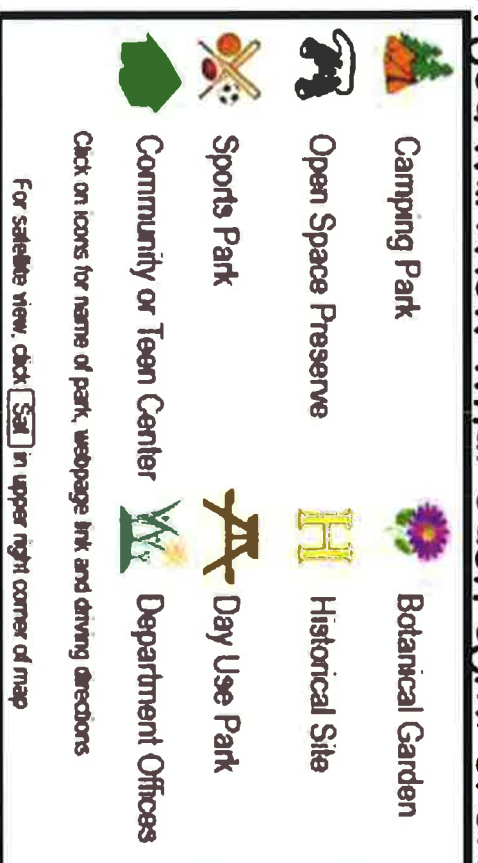 Camping Park
Botanical Garden
Open Space Preserve
H
Historical Site
Sports Park
Day Use Park
Community or Teen Center
Department Offices
Click on icons for name of park, webpage link and driving directions
For satellite view, click Sat in upper right corner of map